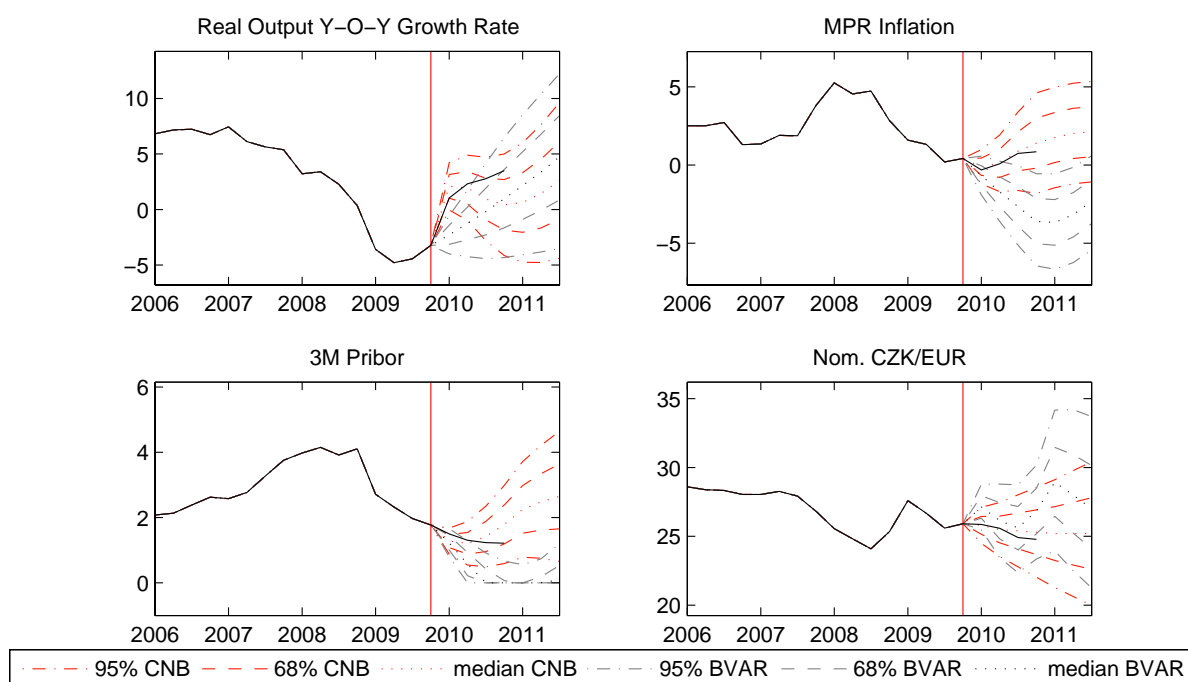 Real Output Y−O−Y Growth Rate
10
5
0
−5
2006 2007 2008 2009 2010 2011
MPR Inflation
5
0
−5
2006 2007 2008 2009 2010 2011
3M Pribor
6
4
2
0
2006 2007 2008 2009 2010 2011
Nom. CZK/EUR
35
30
25
20
2006 2007 2008 2009 2010 2011
95% CNB 68% CNB median CNB 95% BVAR 68% BVAR median BVAR